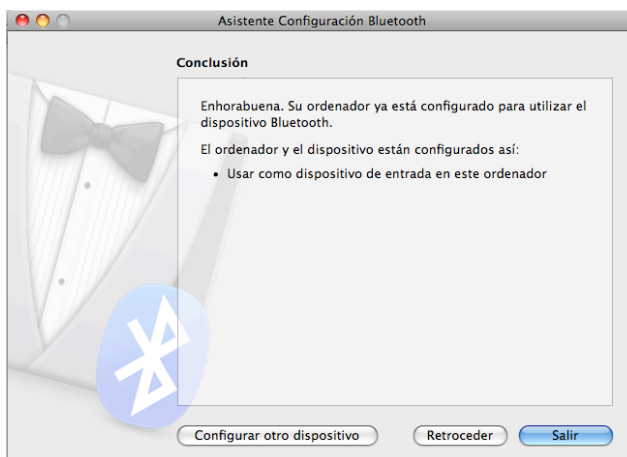 Asistente Configuración Bluetooth
Conclusión
Enhorabuena. Su ordenador ya está configurado para utilizar el
dispositivo Bluetooth.
El ordenador y el dispositivo están configurados así:
• Usar como dispositivo de entrada en este ordenador
Configurar otro dispositivo Retroceder Salir